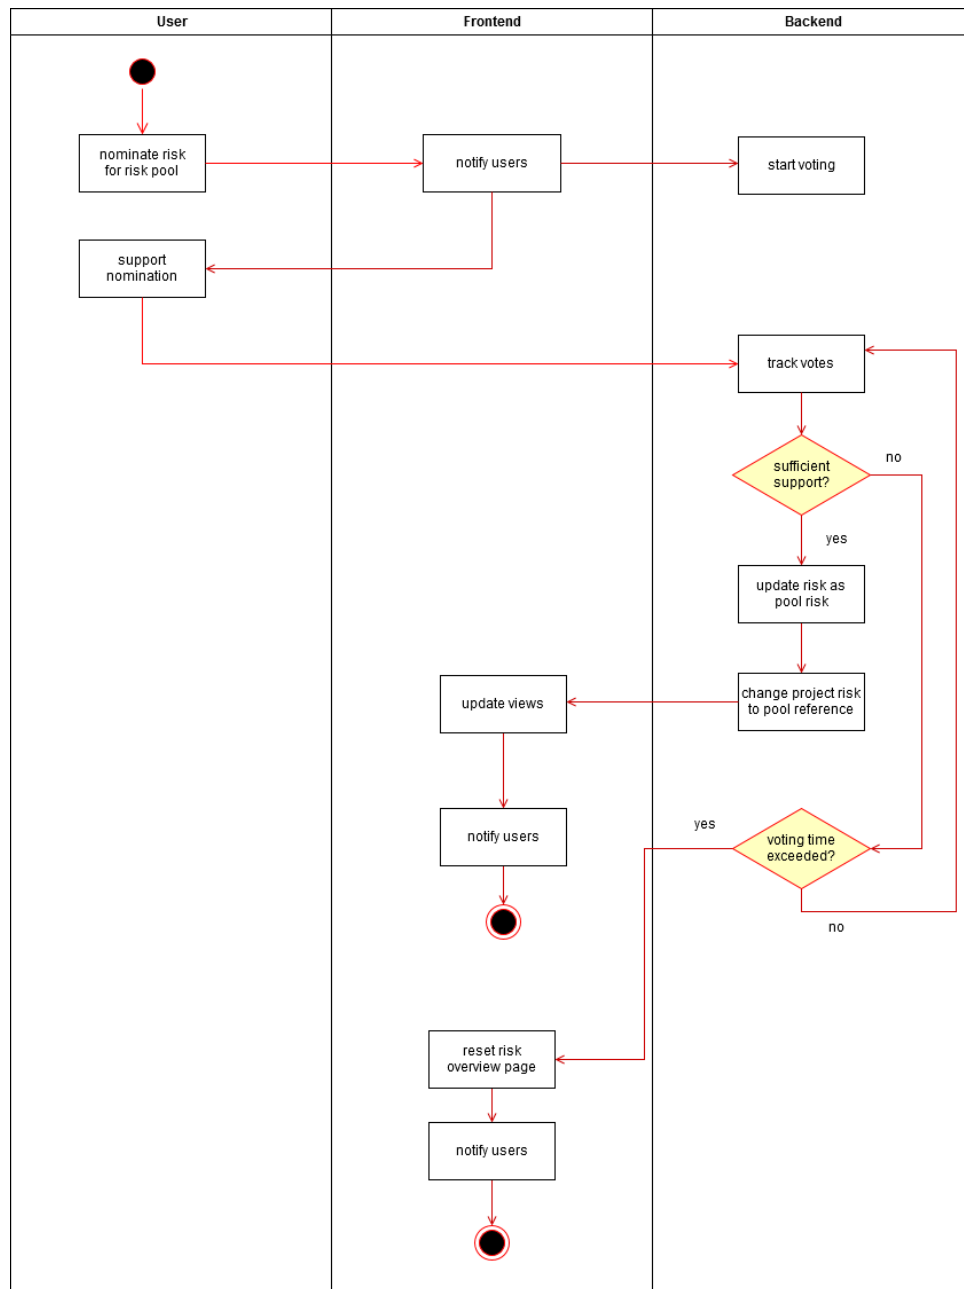 User
Frontend
Backend
nominate risk
for risk pool
notify users
start voting
support
nomination
track votes
sufficient
support?
no
yes
update risk as
pool risk
update views
change project risk
to pool reference
notify users
yes
voting time
exceeded?
no
reset risk
overview page
notify users